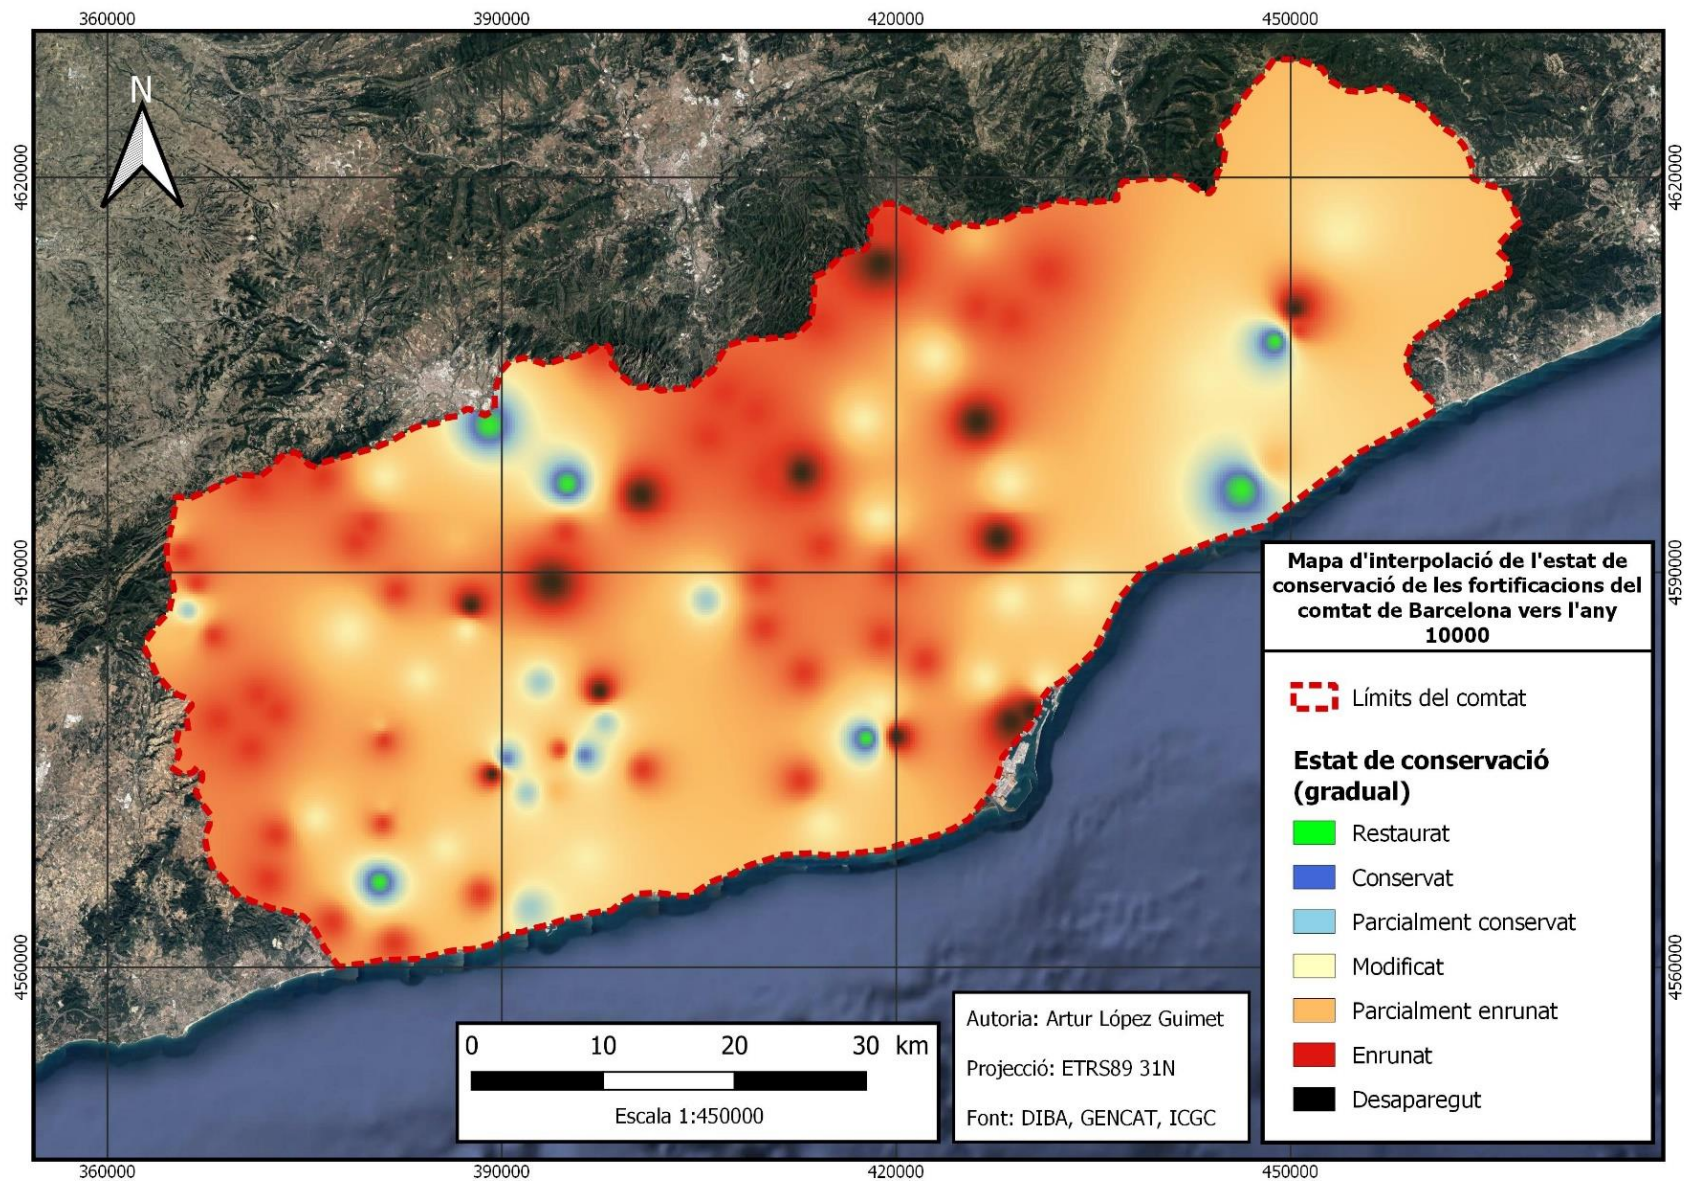 360000
390000
420000
450000
N
4620000
4620000
4590000
4590000
4560000
4560000
Mapa d'interpolació de l'estat de
conservació de les fortificacions del
comtat de Barcelona vers l'any
10000
Límits del comtat
Estat de conservació
(gradual)
Restaurat
Conservat
Parcialment conservat
Modificat
Parcialment enrunat
Enrunat
Desaparegut
0 10 20 30 km
Escala 1:450000
Autoria: Artur López Guimet
Projecció: ETRS89 31N
Font: DIBA, GENCAT, ICGC
360000
390000
420000
450000